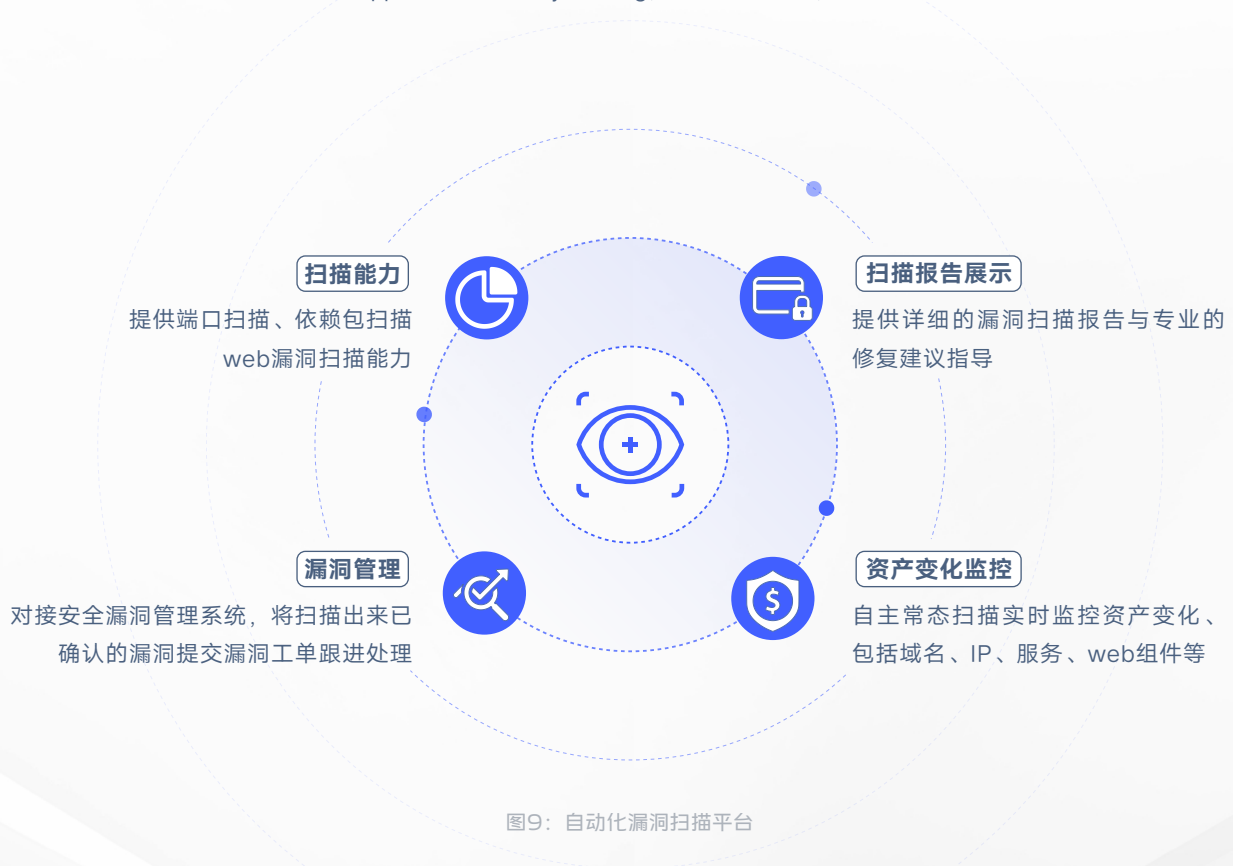 扫描能力
提供端口扫描、依赖包扫描
web漏洞扫描能力
扫描报告展示
提供详细的漏洞扫描报告与专业的
修复建议指导
漏洞管理
对接安全漏洞管理系统，将扫描出来已
确认的漏洞提交漏洞工单跟进处理
资产变化监控
自主常态扫描实时监控资产变化、
包括域名、IP、服务、web组件等
图9：自动化漏洞扫描平台